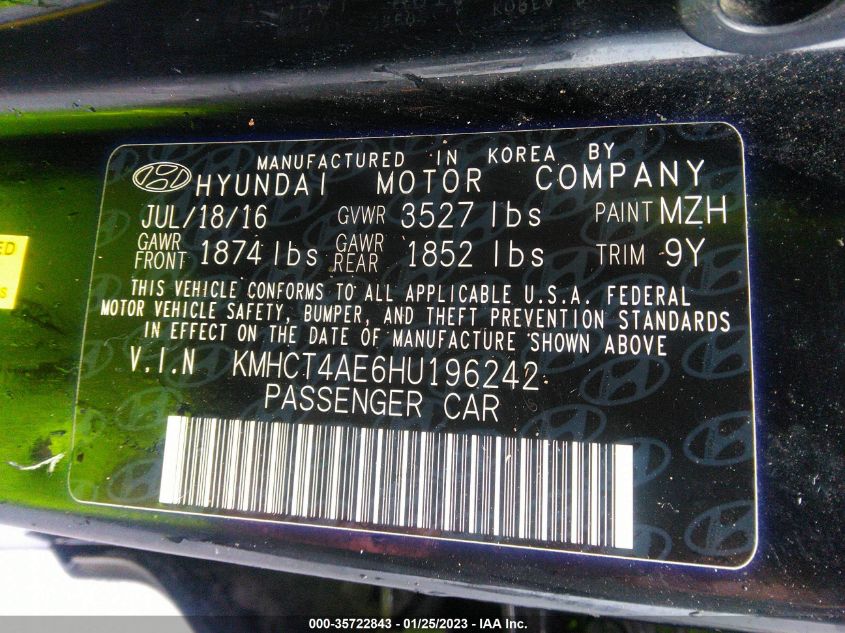 MANUFACTURED IN KOREA BY
HYUNDAI MOTOR COMPANY
JUL/18/16 GVWR 3527 lbs PAINT MZH
GAWR FRONT 1874 lbs GAWR REAR 1852 lbs TRIM 9Y
THIS VEHICLE CONFORMS TO ALL APPLICABLE U.S.A. FEDERAL
MOTOR VEHICLE SAFETY, BUMPER, AND THEFT PREVENTION STANDARDS
IN EFFECT ON THE DATE OF MANUFACTURE SHOWN ABOVE
V.I.N KMHCT4AE6HU196242
PASSENGER CAR
000-35722843 - 01/25/2023 - IAA Inc.